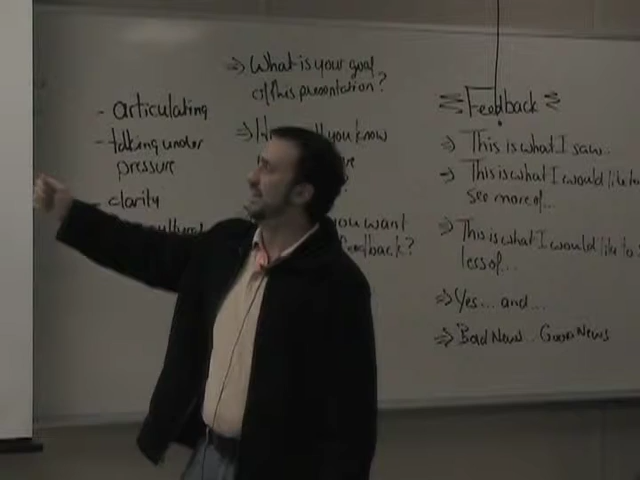 - articulating
- talking under
pressure
- clarity
⇒ What is your goal
of this presentation?
you know
you want
feedback?
Feedback
⇒ This is what I saw..
⇒ This is what I would like to
see more of...
⇒ This is what I would like to
less of...
⇒ Yes... and...
⇒ Bad News.. Good News